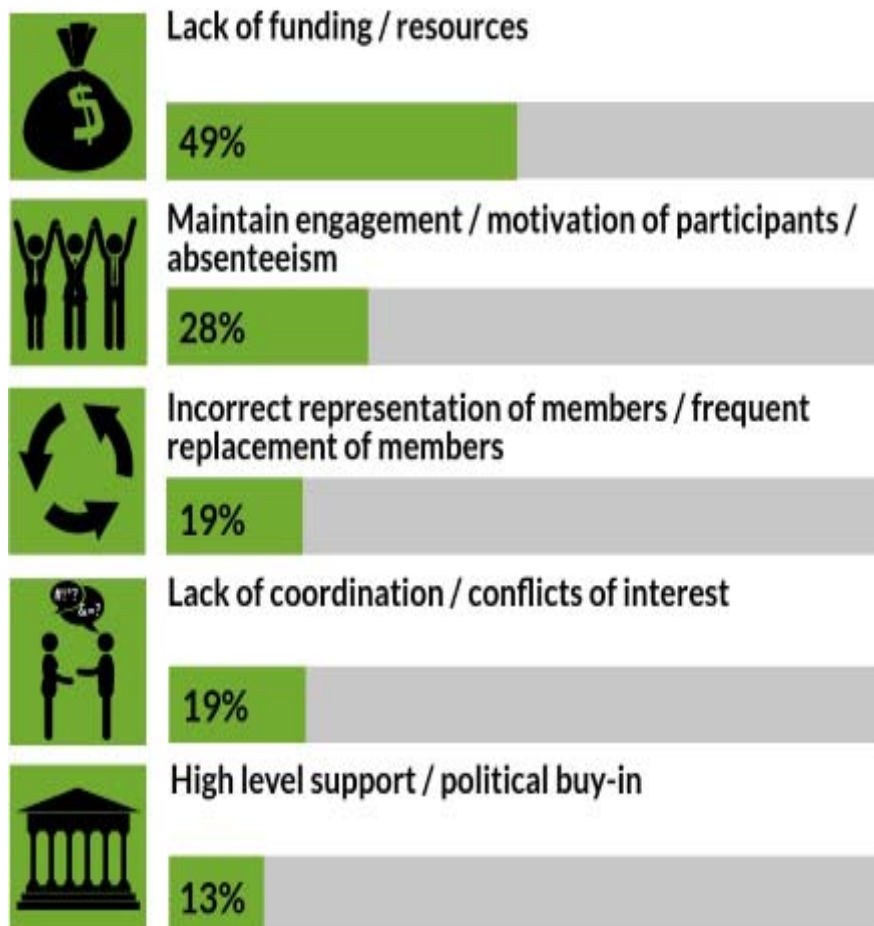 Lack of funding / resources
$
49%
Maintain engagement / motivation of participants /
absenteeism
28%
Incorrect representation of members / frequent
replacement of members
19%
Lack of coordination / conflicts of interest
&=?
19%
High level support / political buy-in
13%